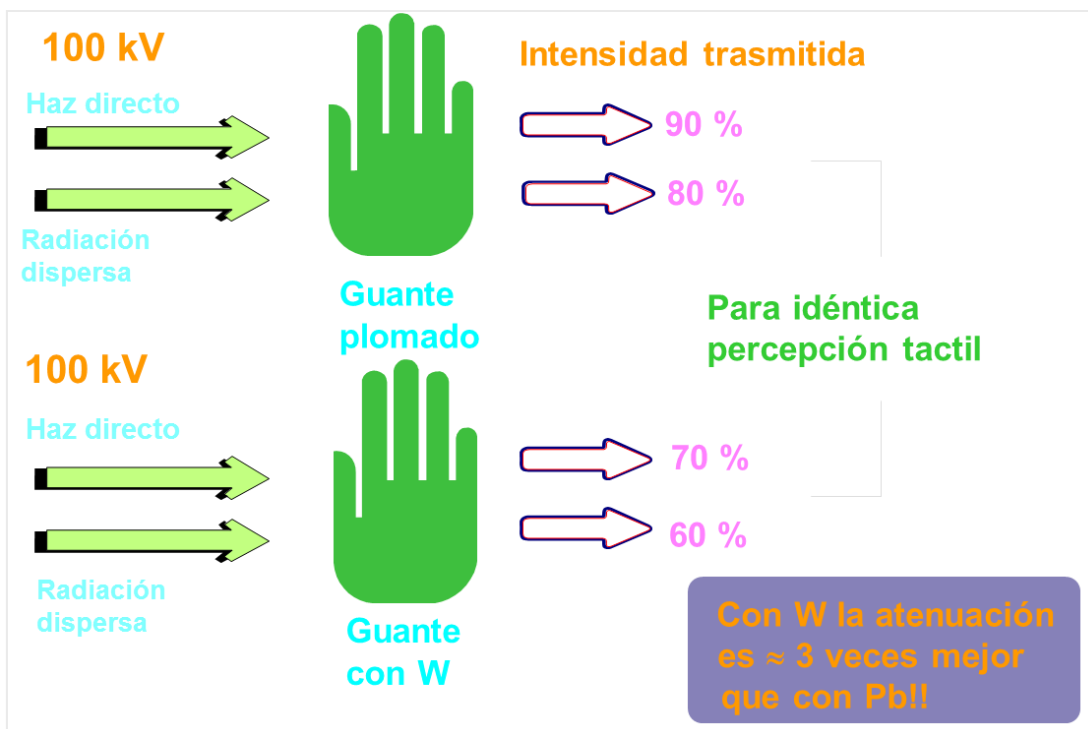 100 kV
Intensidad trasmitida
Haz directo
90 %
80 %
Radiación
dispersa
Guante
plomado
Para idéntica
percepción tactil
100 kV
Haz directo
70 %
60 %
Radiación
dispersa
Guante
con W
Con W la atenuación
es ≈ 3 veces mejor
que con Pb!!